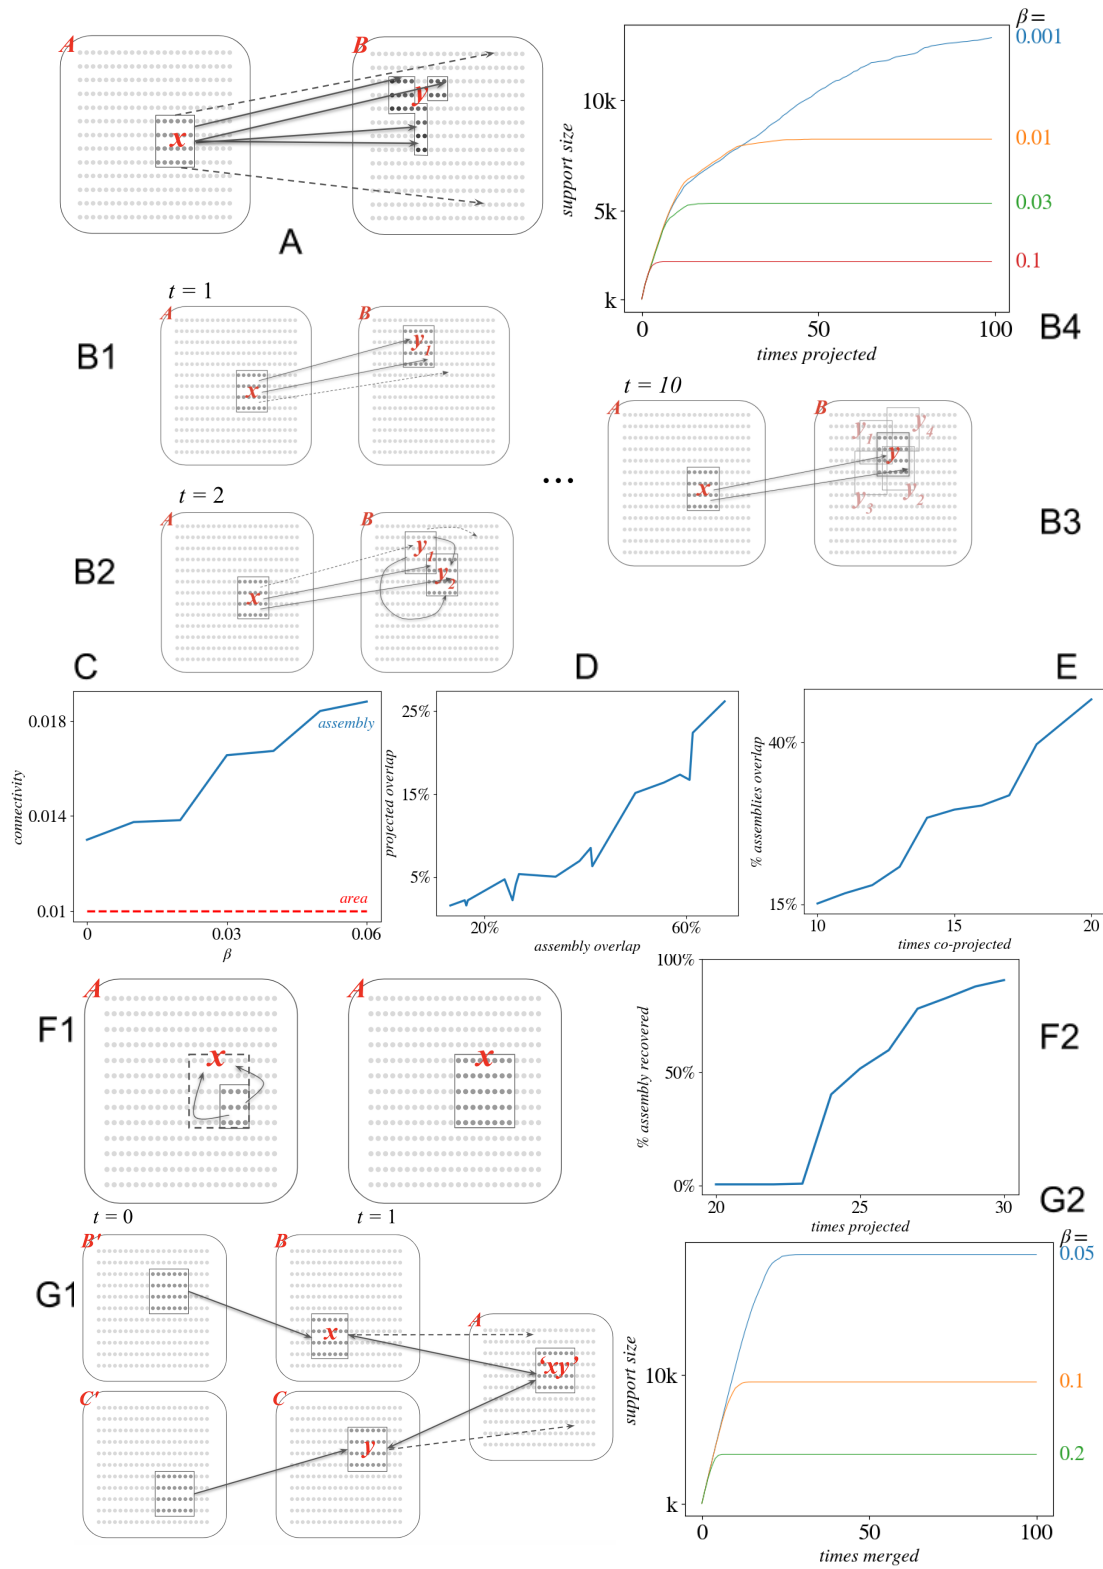 A
B
x
y
A
β =
0.001
10k
0.01
support size
0.03
5k
0.1
k
0
50
100
times projected
B4
t = 1
A
B
B1
x
y1
t = 2
A
B
B2
x
y1
y2
...
t = 10
A
B
x
y
y1
y4
y3
y2
B3
C
0.018
assembly
connectivity
0.014
area
0.01
0
0.03
0.06
β
D
25%
projected overlap
15%
5%
20%
60%
assembly overlap
E
% assemblies overlap
40%
15%
10
15
20
times co-projected
F1
A
x
A
x
100%
% assembly recovered
50%
0%
20
25
30
times projected
F2
t = 0
t = 1
G1
B'
B
x
A
'xy'
C'
C
y
G2
β =
0.05
support size
10k
0.1
0.2
k
0
50
100
times merged